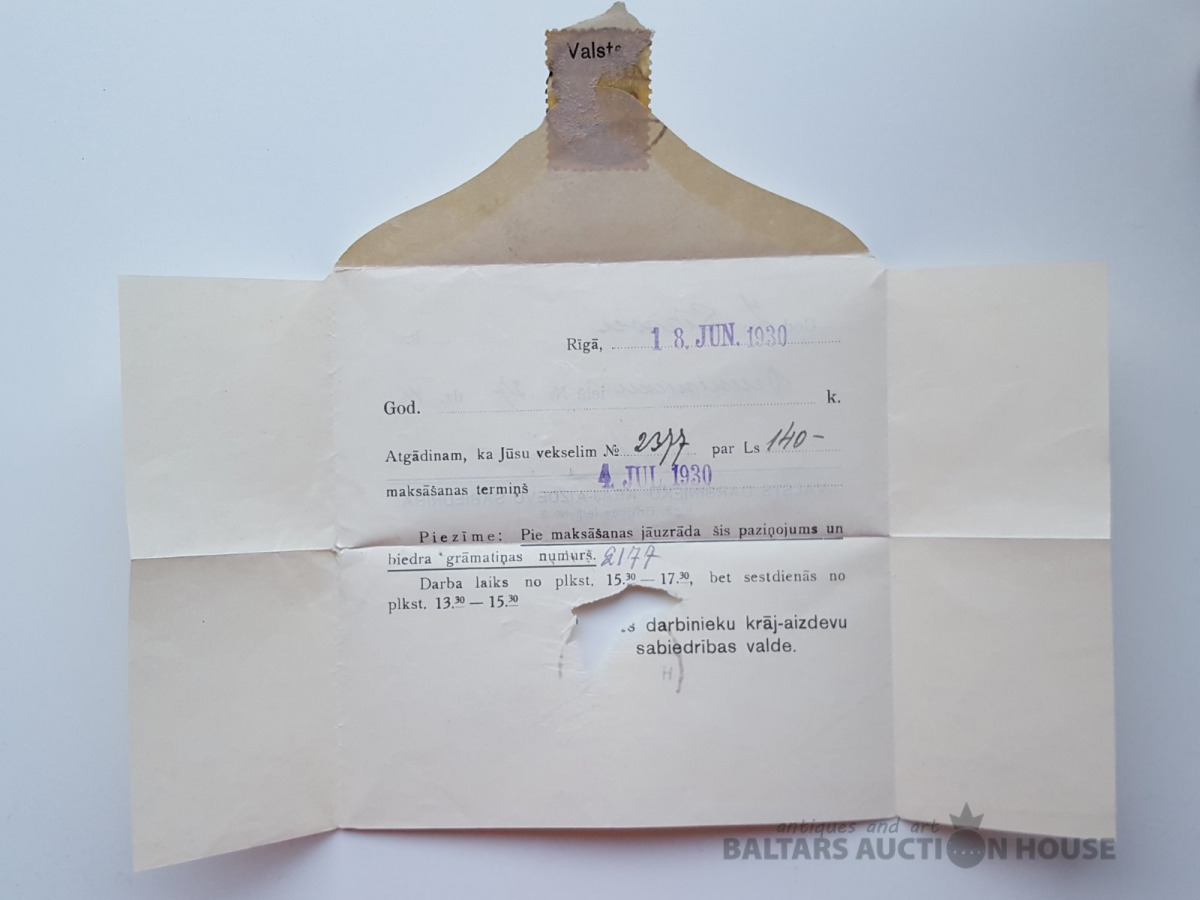 Valsts
Rīgā, 18. JUN. 1930
God. k.
Atgādinam, ka Jūsu vekselim № 2377 par Ls 140-
maksāšanas termiņš 4. JUL. 1930
Piezīme: Pie maksāšanas jāuzrāda šis paziņojums un
biedra grāmatiņas numurš. 2177
Darba laiks no plkst. 15.30 — 17.30, bet sestdienās no
plkst. 13.30 — 15.30
darbinieku krāj-aizdevu
sabiedrības valde.
H
antiques and art
BALTARS AUCTION HOUSE